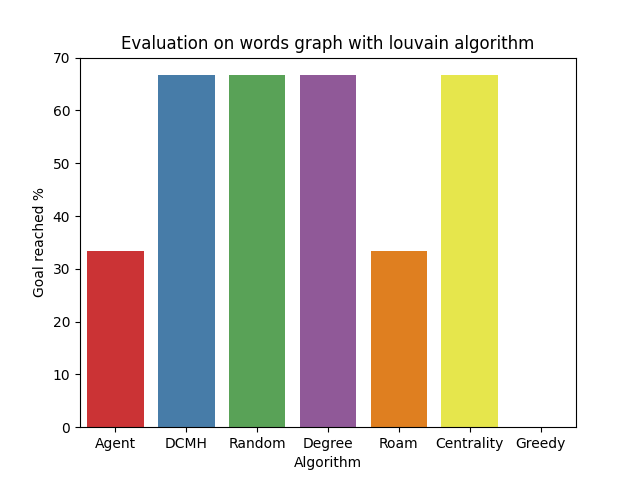 Evaluation on words graph with louvain algorithm
70
60
50
40
30
20
10
0
Goal reached %
Agent DCMH Random Degree Roam Centrality Greedy
Algorithm